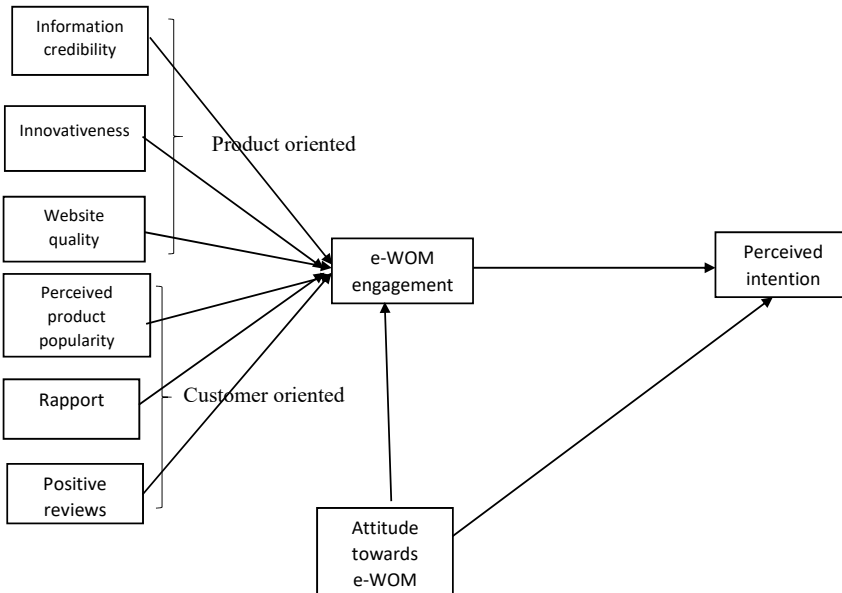 Information
credibility
Innovativeness
Product oriented
Website
quality
e-WOM
engagement
Perceived
intention
Perceived
product
popularity
Rapport
Customer oriented
Positive
reviews
Attitude
towards
e-WOM